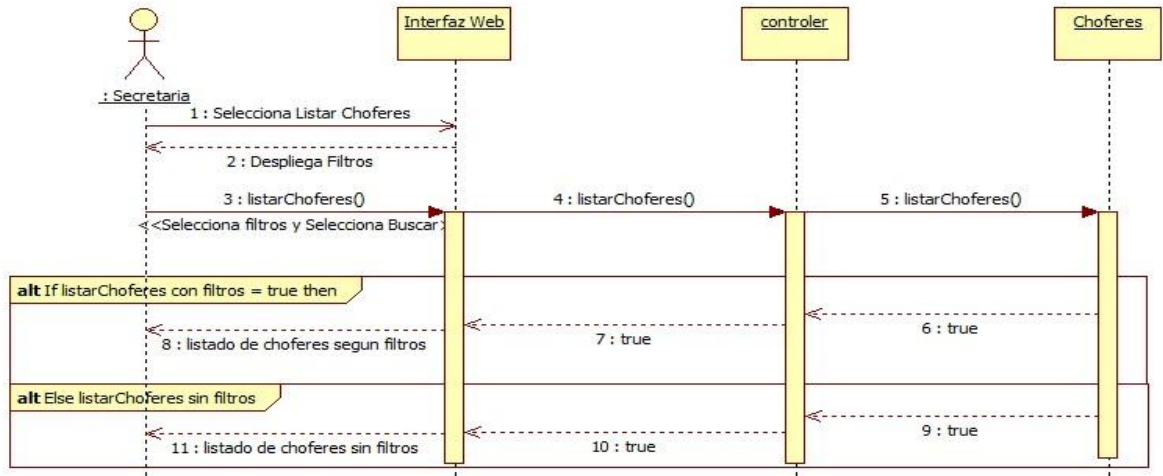 Interfaz Web
controler
Choferes
: Secretaria
1 : Selecciona Listar Choferes
2 : Despliega Filtros
3 : listarChoferes()
4 : listarChoferes()
5 : listarChoferes()
<<Selecciona filtros y Selecciona Buscar>
alt If listarChoferes con filtros = true then
6 : true
7 : true
8 : listado de choferes segun filtros
alt Else listarChoferes sin filtros
9 : true
10 : true
11 : listado de choferes sin filtros